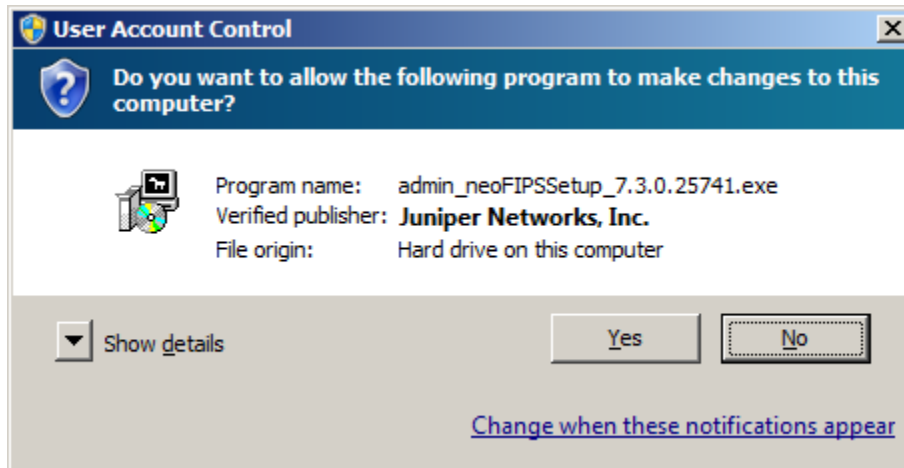 User Account Control
Do you want to allow the following program to make changes to this
computer?
Program name: admin_neoFIPSSetup_7.3.0.25741.exe
Verified publisher: Juniper Networks, Inc.
File origin: Hard drive on this computer
Show details
Yes
No
Change when these notifications appear